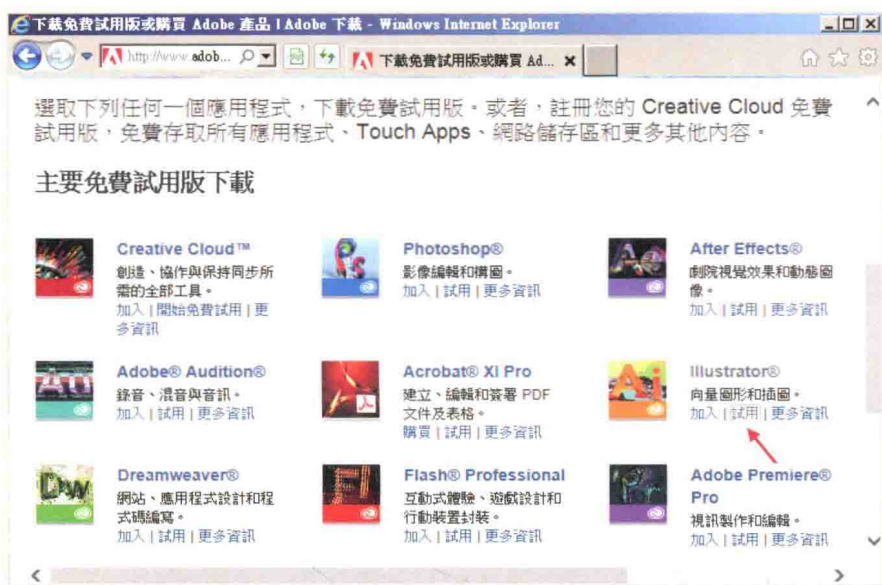 下載免費試用版或購買 Adobe 產品 | Adobe 下載 - Windows Internet Explorer
http://www.adob...
下載免費試用版或購買 Ad...
選取下列任何一個應用程式，下載免費試用版。或者，註冊您的 Creative Cloud 免費
試用版，免費存取所有應用程式、Touch Apps、網路儲存區和更多其他內容。
主要免費試用版下載
Creative Cloud™
創造、協作與保持同步所
需的全部工具。
加入 | 開始免費試用 | 更
多資訊
Photoshop®
影像編輯和構圖。
加入 | 試用 | 更多資訊
After Effects®
劇院視覺效果和動態圖
像。
加入 | 試用 | 更多資訊
Adobe® Audition®
錄音、混音與音訊。
加入 | 試用 | 更多資訊
Acrobat® XI Pro
建立、編輯和簽署 PDF
文件及表格。
購買 | 試用 | 更多資訊
Illustrator®
向量圖形和插圖。
加入 | 試用 | 更多資訊
Dreamweaver®
網站、應用程式設計和程
式碼編寫。
加入 | 試用 | 更多資訊
Flash® Professional
互動式體驗、遊戲設計和
行動裝置封裝。
加入 | 試用 | 更多資訊
Adobe Premiere®
Pro
視訊製作和編輯。
加入 | 試用 | 更多資訊
Ps
Ae
Au
Ai
Dw
Fl
Pr